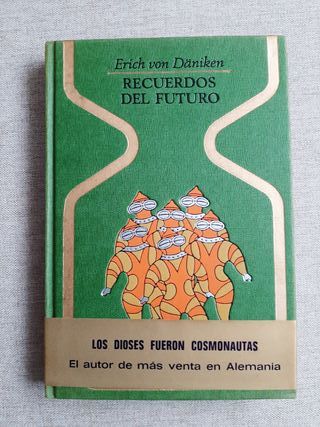 Erich von Däniken
RECUERDOS
DEL FUTURO
LOS DIOSES FUERON COSMONAUTAS
El autor de más venta en Alemania